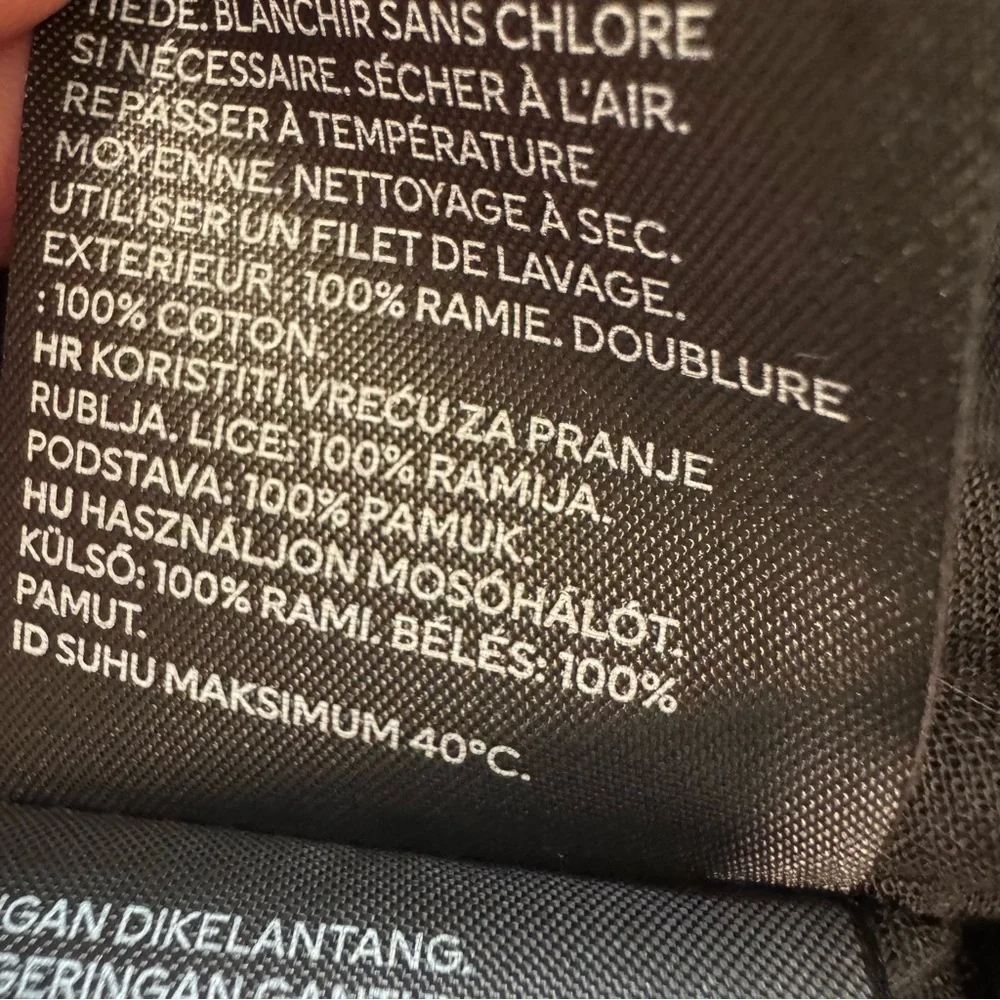 TIÈDE. BLANCHIR SANS CHLORE
SI NÉCESSAIRE. SÉCHER À L'AIR.
REPASSER À TEMPÉRATURE
MOYENNE. NETTOYAGE À SEC.
UTILISER UN FILET DE LAVAGE.
EXTÉRIEUR : 100% RAMIE. DOUBLURE
: 100% COTON.
HR KORISTITI VREĆU ZA PRANJE
RUBLJA. LICE: 100% RAMIJA.
PODSTAVA: 100% PAMUK.
HU HASZNÁLJON MOSÓHÁLÓT.
KÜLSŐ: 100% RAMI. BÉLÉS: 100%
PAMUT.
ID SUHU MAKSIMUM 40°C.
NGAN DIKELANTANG.